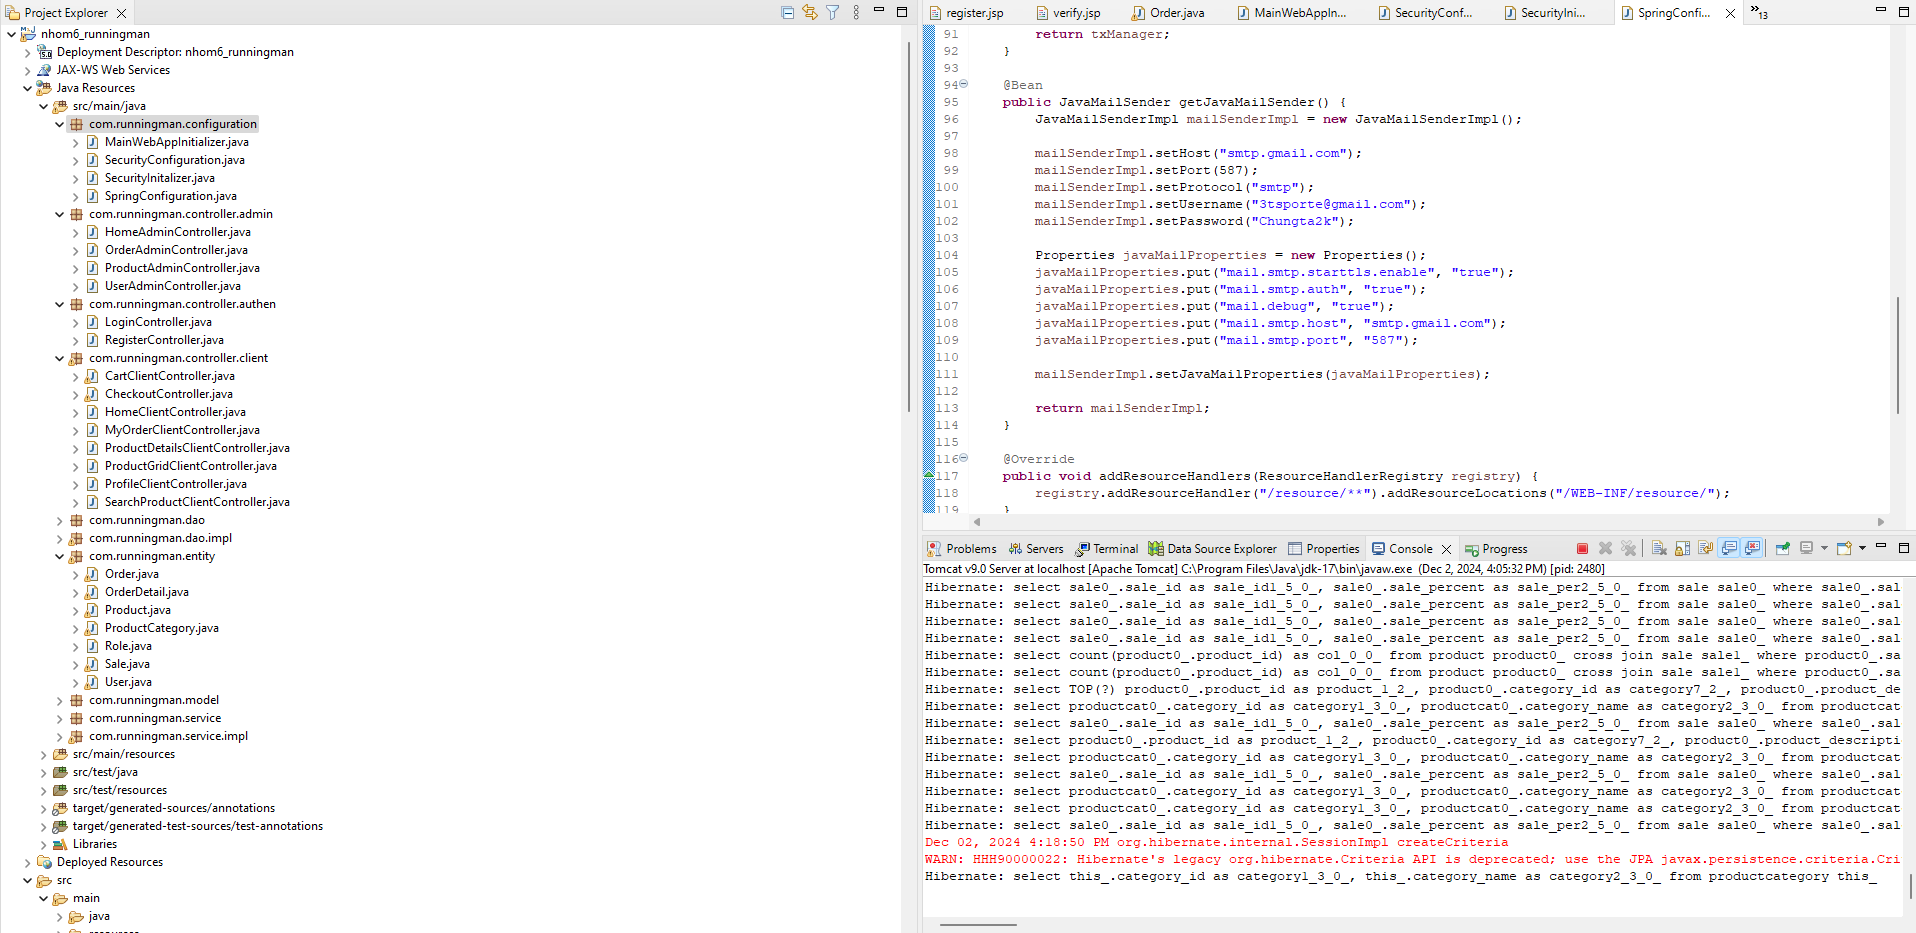 Project Explorer
nhom6_runningman
Deployment Descriptor: nhom6_runningman
JAX-WS Web Services
Java Resources
src/main/java
com.runningman.configuration
MainWebAppInitializer.java
SecurityConfiguration.java
SecurityInitalizer.java
SpringConfiguration.java
com.runningman.controller.admin
HomeAdminController.java
OrderAdminController.java
ProductAdminController.java
UserAdminController.java
com.runningman.controller.authen
LoginController.java
RegisterController.java
com.runningman.controller.client
CartClientController.java
CheckoutController.java
HomeClientController.java
MyOrderClientController.java
ProductDetailsClientController.java
ProductGridClientController.java
ProfileClientController.java
SearchProductClientController.java
com.runningman.dao
com.runningman.dao.impl
com.runningman.entity
Order.java
OrderDetail.java
Product.java
ProductCategory.java
Role.java
Sale.java
User.java
com.runningman.model
com.runningman.service
com.runningman.service.impl
src/main/resources
src/test/java
src/test/resources
target/generated-sources/annotations
target/generated-test-sources/test-annotations
Libraries
Deployed Resources
src
main
java
register.jsp verify.jsp Order.java MainWebAppIn... SecurityConf... SecurityIni... SpringConfi... 13
91 return txManager;
92 }
93
94 @Bean
95 public JavaMailSender getJavaMailSender() {
96 JavaMailSenderImpl mailSenderImpl = new JavaMailSenderImpl();
97
98 mailSenderImpl.setHost("smtp.gmail.com");
99 mailSenderImpl.setPort(587);
100 mailSenderImpl.setProtocol("smtp");
101 mailSenderImpl.setUsername("3tsporte@gmail.com");
102 mailSenderImpl.setPassword("Chungta2k");
103
104 Properties javaMailProperties = new Properties();
105 javaMailProperties.put("mail.smtp.starttls.enable", "true");
106 javaMailProperties.put("mail.smtp.auth", "true");
107 javaMailProperties.put("mail.debug", "true");
108 javaMailProperties.put("mail.smtp.host", "smtp.gmail.com");
109 javaMailProperties.put("mail.smtp.port", "587");
110
111 mailSenderImpl.setJavaMailProperties(javaMailProperties);
112
113 return mailSenderImpl;
114 }
115
116 @Override
117 public void addResourceHandlers(ResourceHandlerRegistry registry) {
118 registry.addResourceHandler("/resource/**").addResourceLocations("/WEB-INF/resource/");
119 }
Problems Servers Terminal Data Source Explorer Properties Console Progress
Tomcat v9.0 Server at localhost [Apache Tomcat] C:\Program Files\Java\jdk-17\bin\javaw.exe (Dec 2, 2024, 4:05:32 PM) [pid: 2480]
Hibernate: select sale0_.sale_id as sale_id1_5_0_, sale0_.sale_percent as sale_per2_5_0_ from sale sale0_ where sale0_.sal
Hibernate: select sale0_.sale_id as sale_id1_5_0_, sale0_.sale_percent as sale_per2_5_0_ from sale sale0_ where sale0_.sal
Hibernate: select sale0_.sale_id as sale_id1_5_0_, sale0_.sale_percent as sale_per2_5_0_ from sale sale0_ where sale0_.sal
Hibernate: select sale0_.sale_id as sale_id1_5_0_, sale0_.sale_percent as sale_per2_5_0_ from sale sale0_ where sale0_.sal
Hibernate: select count(product0_.product_id) as col_0_0_ from product product0_ cross join sale sale1_ where product0_.sa
Hibernate: select count(product0_.product_id) as col_0_0_ from product product0_ cross join sale sale1_ where product0_.sa
Hibernate: select TOP(?) product0_.product_id as product_1_2_, product0_.category_id as category7_2_, product0_.product_de
Hibernate: select productcat0_.category_id as category1_3_0_, productcat0_.category_name as category2_3_0_ from productcat
Hibernate: select sale0_.sale_id as sale_id1_5_0_, sale0_.sale_percent as sale_per2_5_0_ from sale sale0_ where sale0_.sal
Hibernate: select product0_.product_id as product_1_2_, product0_.category_id as category7_2_, product0_.product_descripti
Hibernate: select productcat0_.category_id as category1_3_0_, productcat0_.category_name as category2_3_0_ from productcat
Hibernate: select sale0_.sale_id as sale_id1_5_0_, sale0_.sale_percent as sale_per2_5_0_ from sale sale0_ where sale0_.sal
Hibernate: select productcat0_.category_id as category1_3_0_, productcat0_.category_name as category2_3_0_ from productcat
Hibernate: select productcat0_.category_id as category1_3_0_, productcat0_.category_name as category2_3_0_ from productcat
Hibernate: select sale0_.sale_id as sale_id1_5_0_, sale0_.sale_percent as sale_per2_5_0_ from sale sale0_ where sale0_.sal
Dec 02, 2024 4:18:50 PM org.hibernate.internal.SessionImpl createCriteria
WARN: HHH90000022: Hibernate's legacy org.hibernate.Criteria API is deprecated; use the JPA javax.persistence.criteria.Cri
Hibernate: select this_.category_id as category1_3_0_, this_.category_name as category2_3_0_ from productcategory this_